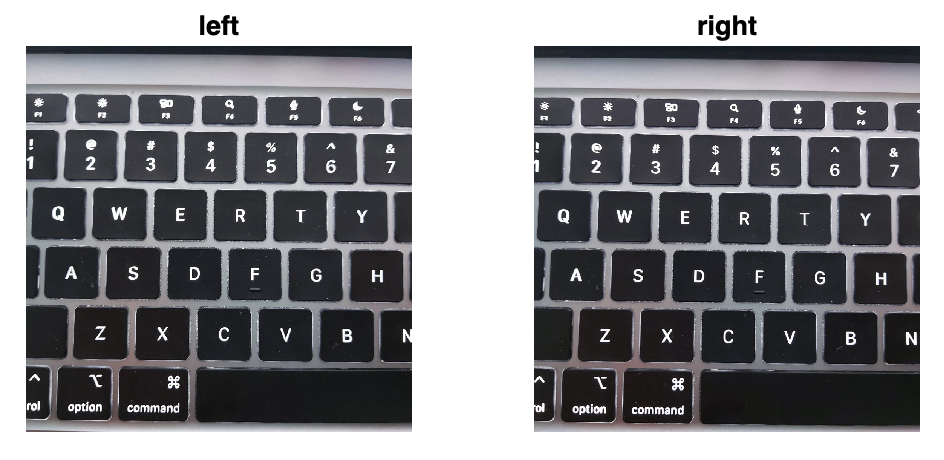 left right
F1 F2 F3 F4 F5 F6
! @ # $ % ^ &
1 2 3 4 5 6 7
Q W E R T Y
A S D F G H
Z X C V B N
^ ⌥ ⌘
rol option command
F1 F2 F3 F4 F5 F6
! @ # $ % ^ &
1 2 3 4 5 6 7
Q W E R T Y
A S D F G H
Z X C V B N
^ ⌥ ⌘
rol option command